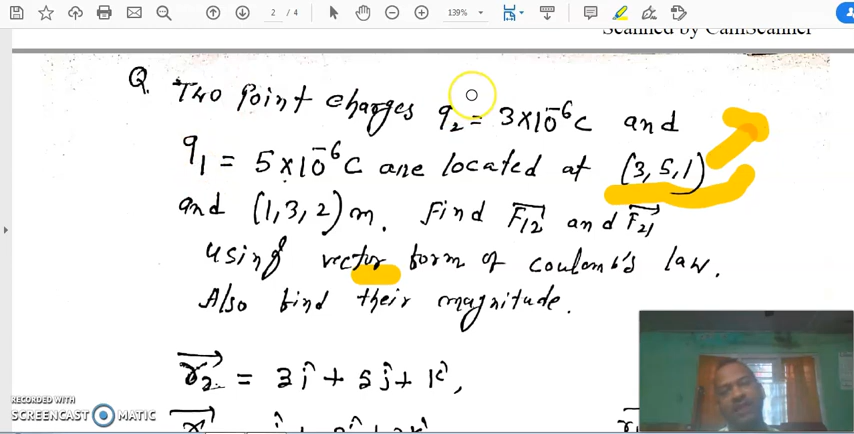 2 / 4
139%
Scanned by CamScanner
Q. Two Point charges q₂ = 3×10⁻⁶C and
q₁ = 5×10⁻⁶C are located at (3,5,1)
and (1,3,2)m. Find F₁₂ and F₂₁
using vector form of coulomb's law.
Also find their magnitude.
r₂ = 3î + 5ĵ + k̂,
RECORDED WITH
SCREENCAST MATIC